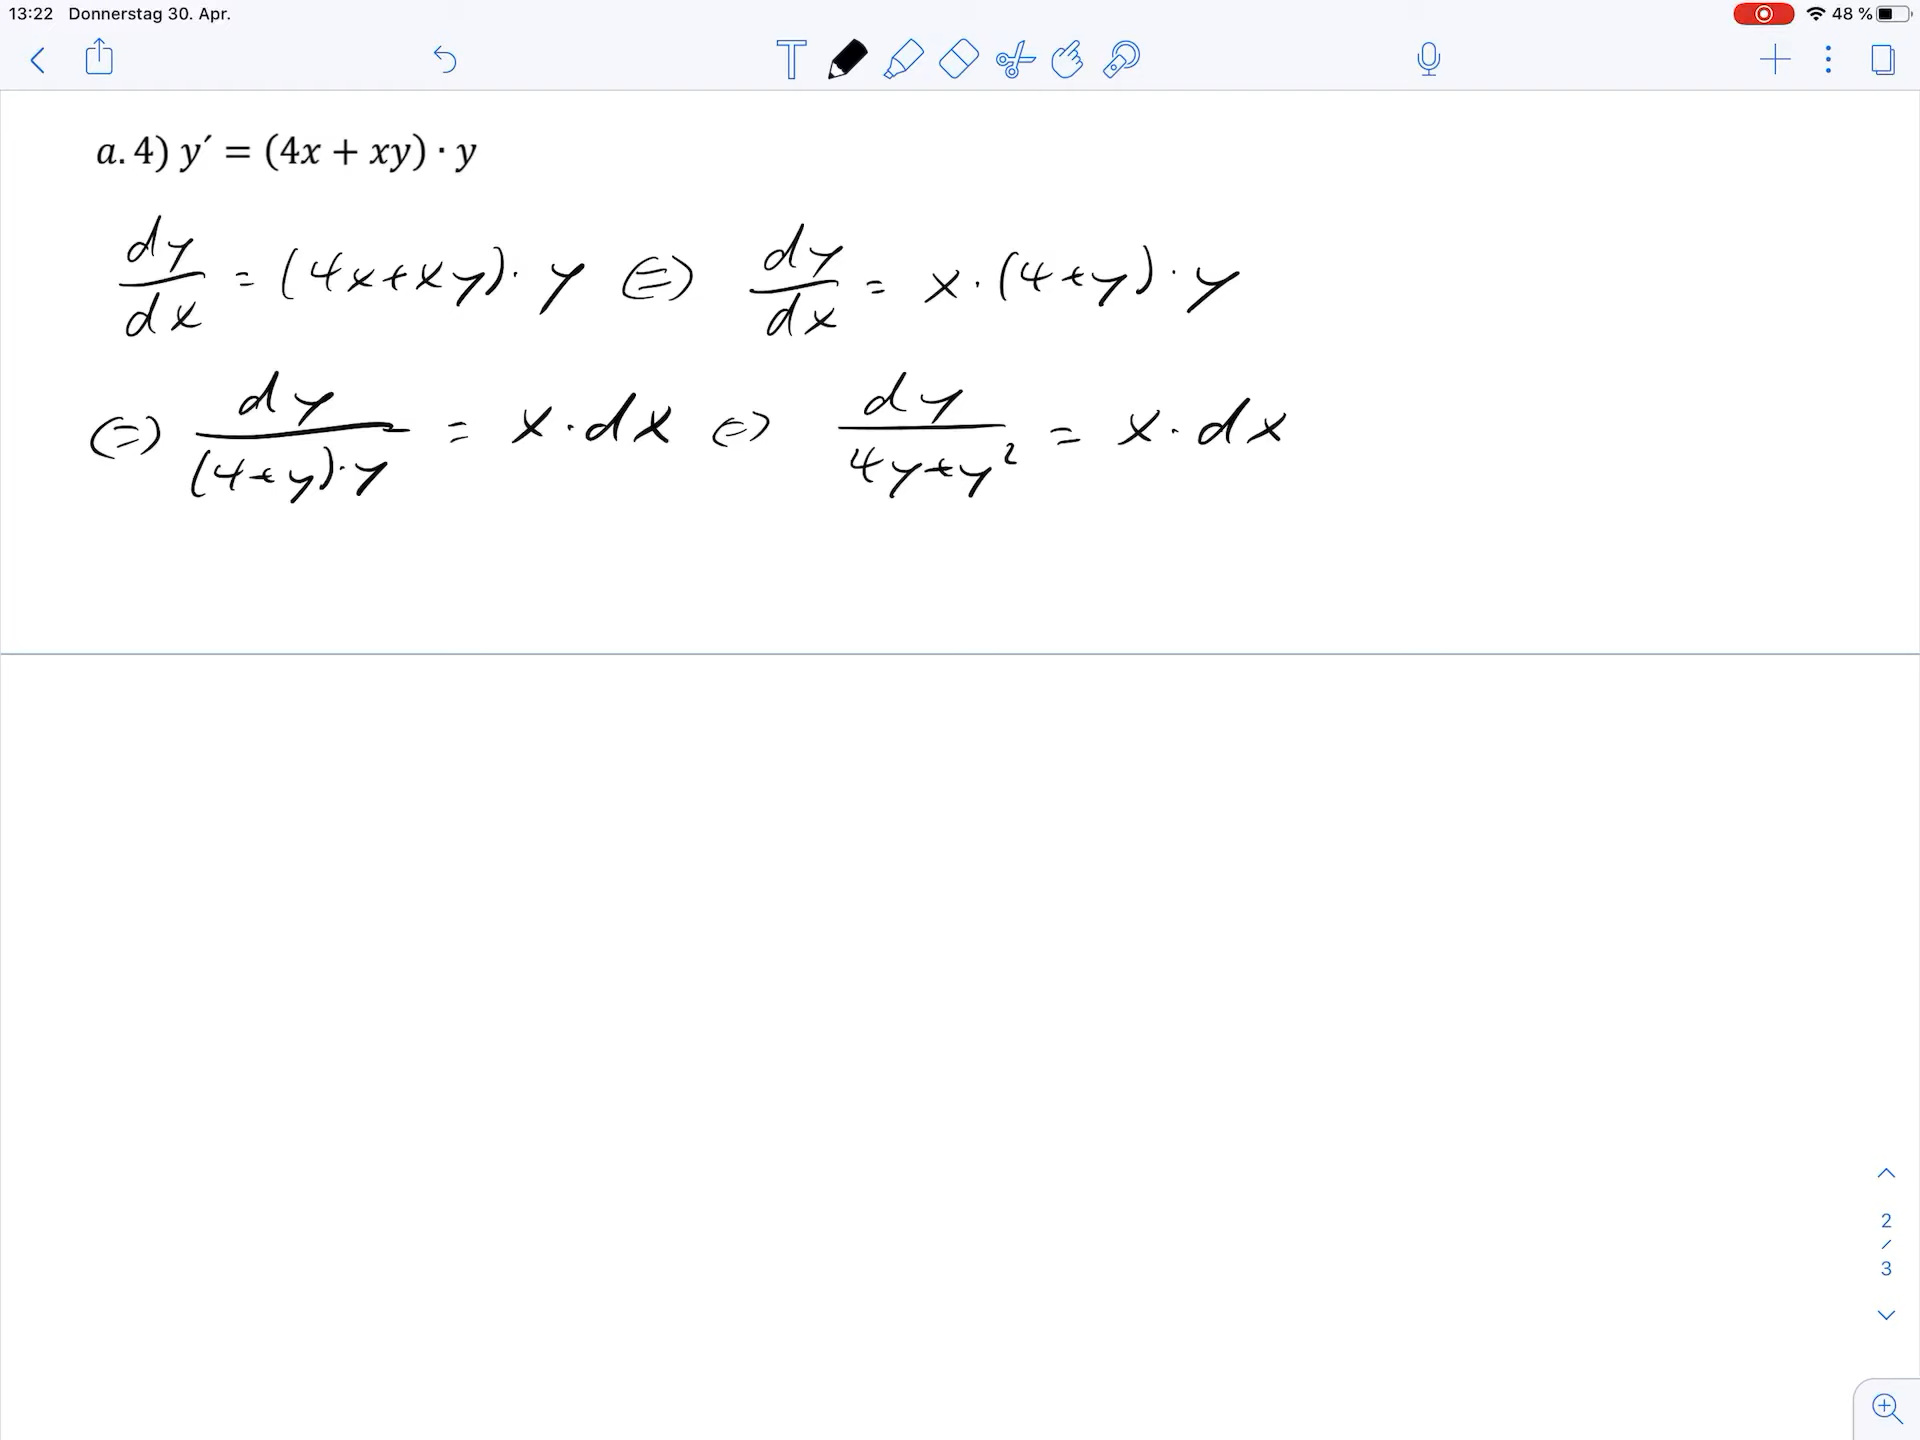 13:22 Donnerstag 30. Apr. 48 %
a. 4) y′ = (4x + xy) · y
dy/dx = (4x+xy) · y ⇔ dy/dx = x · (4+y) · y
⇔ dy/((4+y)·y) = x · dx ⇔ dy/(4y+y²) = x · dx
2
/
3